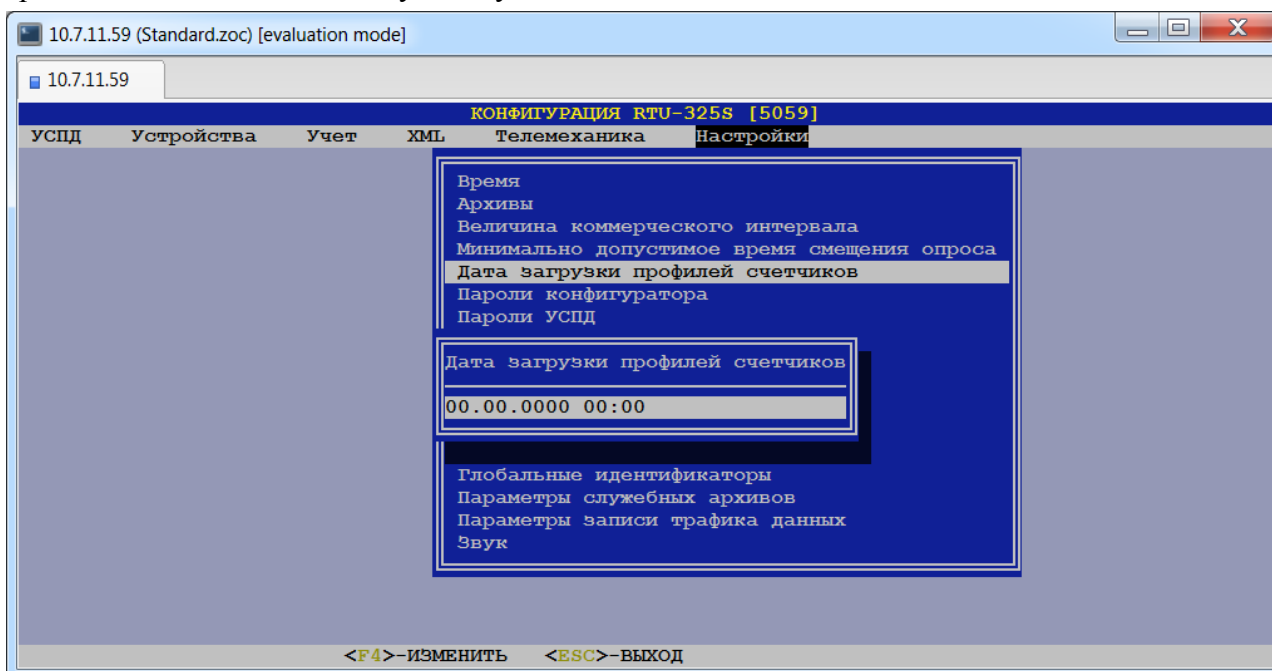 10.7.11.59 (Standard.zoc) [evaluation mode]
10.7.11.59
КОНФИГУРАЦИЯ RTU-325S [5059]
УСПД Устройства Учет XML Телемеханика Настройки
Время
Архивы
Величина коммерческого интервала
Минимально допустимое время смещения опроса
Дата загрузки профилей счетчиков
Пароли конфигуратора
Пароли УСПД
Дата загрузки профилей счетчиков
00.00.0000 00:00
Глобальные идентификаторы
Параметры служебных архивов
Параметры записи трафика данных
Звук
<F4>-ИЗМЕНИТЬ <ESC>-ВЫХОД